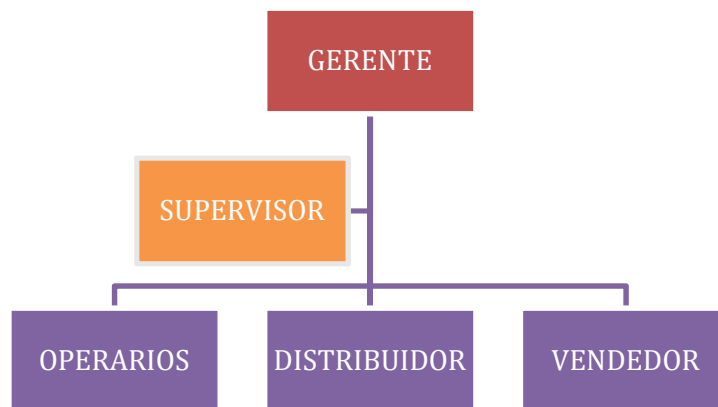 GERENTE
SUPERVISOR
OPERARIOS
DISTRIBUIDOR
VENDEDOR